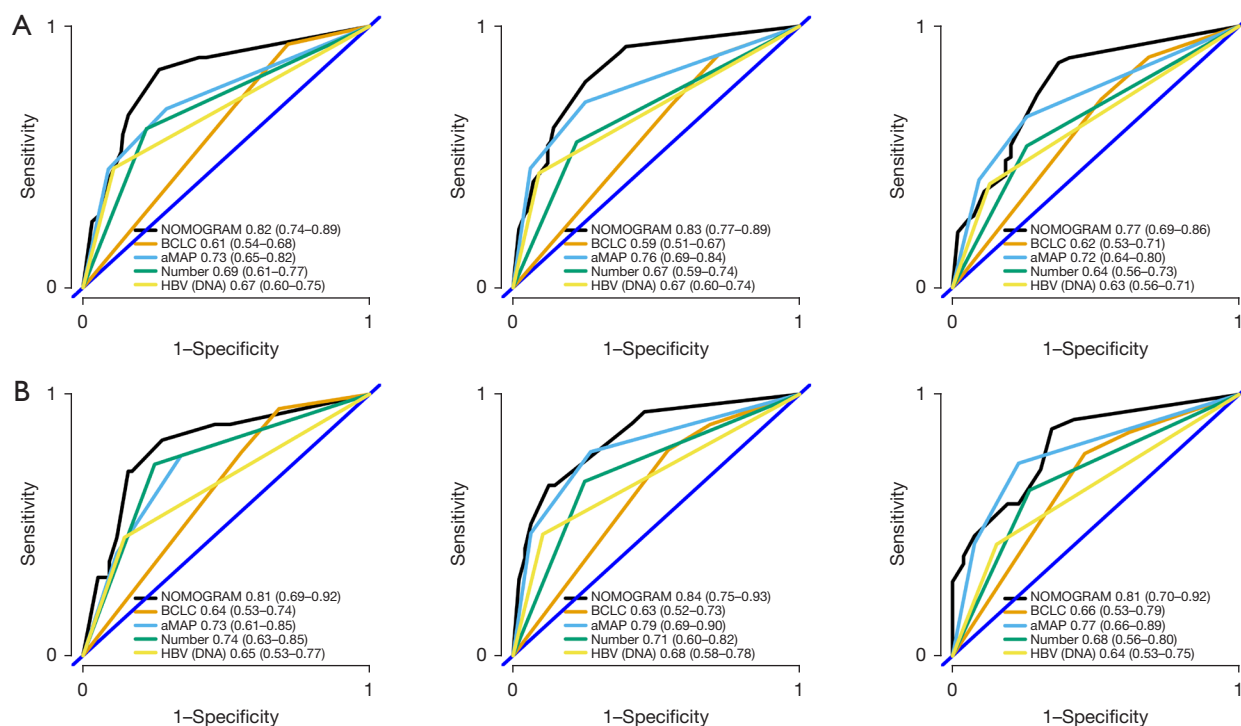 A
1
Sensitivity
NOMOGRAM 0.82 (0.74–0.89)
BCLC 0.61 (0.54–0.68)
aMAP 0.73 (0.65–0.82)
Number 0.69 (0.61–0.77)
HBV (DNA) 0.67 (0.60–0.75)
0
0
1
1–Specificity
1
Sensitivity
NOMOGRAM 0.83 (0.77–0.89)
BCLC 0.59 (0.51–0.67)
aMAP 0.76 (0.69–0.84)
Number 0.67 (0.59–0.74)
HBV (DNA) 0.67 (0.60–0.74)
0
0
1
1–Specificity
1
Sensitivity
NOMOGRAM 0.77 (0.69–0.86)
BCLC 0.62 (0.53–0.71)
aMAP 0.72 (0.64–0.80)
Number 0.64 (0.56–0.73)
HBV (DNA) 0.63 (0.56–0.71)
0
0
1
1–Specificity
B
1
Sensitivity
NOMOGRAM 0.81 (0.69–0.92)
BCLC 0.64 (0.53–0.74)
aMAP 0.73 (0.61–0.85)
Number 0.74 (0.63–0.85)
HBV (DNA) 0.65 (0.53–0.77)
0
0
1
1–Specificity
1
Sensitivity
NOMOGRAM 0.84 (0.75–0.93)
BCLC 0.63 (0.52–0.73)
aMAP 0.79 (0.69–0.90)
Number 0.71 (0.60–0.82)
HBV (DNA) 0.68 (0.58–0.78)
0
0
1
1–Specificity
1
Sensitivity
NOMOGRAM 0.81 (0.70–0.92)
BCLC 0.66 (0.53–0.79)
aMAP 0.77 (0.66–0.89)
Number 0.68 (0.56–0.80)
HBV (DNA) 0.64 (0.53–0.75)
0
0
1
1–Specificity